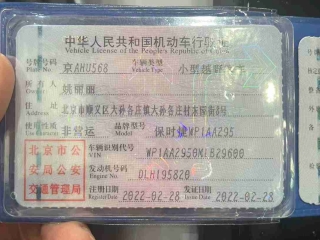 中华人民共和国机动车行驶
Vehicle License of the People's Republic of China
号牌号码 京AHU568 车辆类型 小型越野客车
Plate No. Vehicle Type
所有人 姚丽丽
住址 北京市顺义区大孙各庄镇大孙各庄村东隔街8号
使用性质 非营运 品牌型号 保时捷WP1AA295
北京市公安局公安交通管理局
车辆识别代号 WP1AA2950MLB29600
VIN
发动机号码 DLH195820
Engine No.
注册日期 2022-02-28 发证日期 2022-02-28
Register Date Issue Date